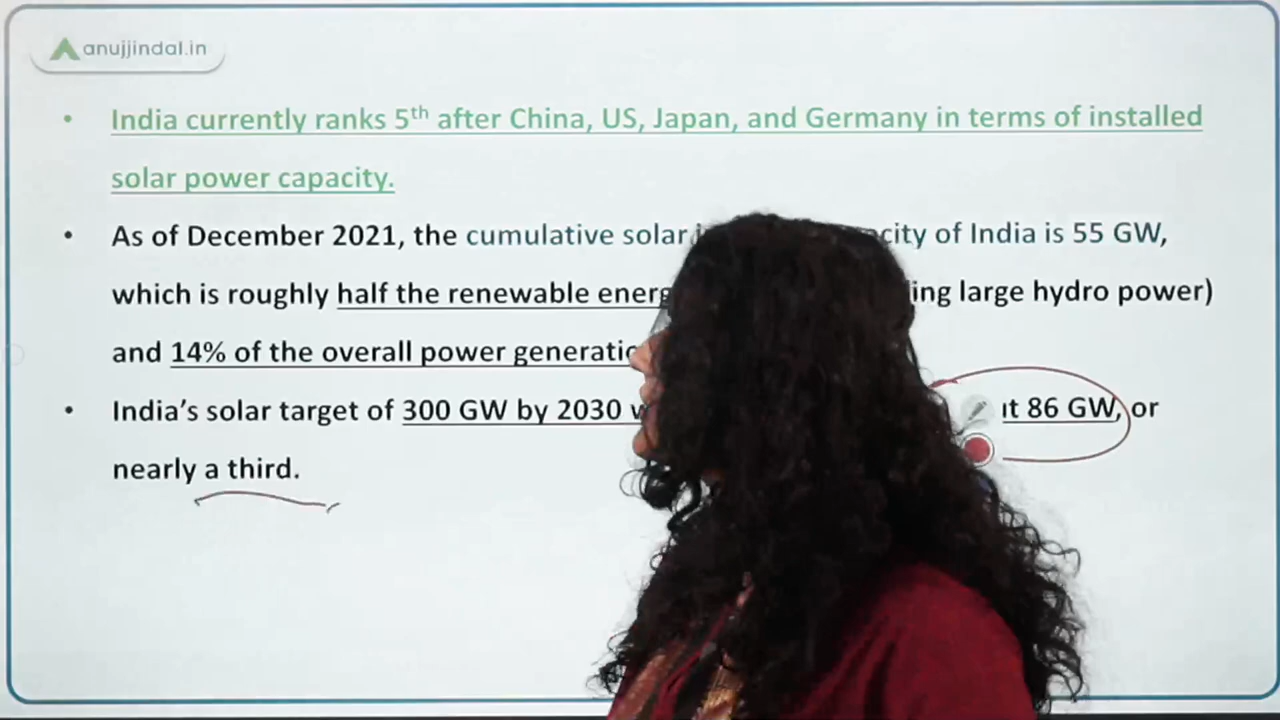 anujjindal.in
• India currently ranks 5th after China, US, Japan, and Germany in terms of installed
solar power capacity.
• As of December 2021, the cumulative solar city of India is 55 GW,
which is roughly half the renewable energ ing large hydro power)
and 14% of the overall power generatio
• India's solar target of 300 GW by 2030 86 GW, or
nearly a third.